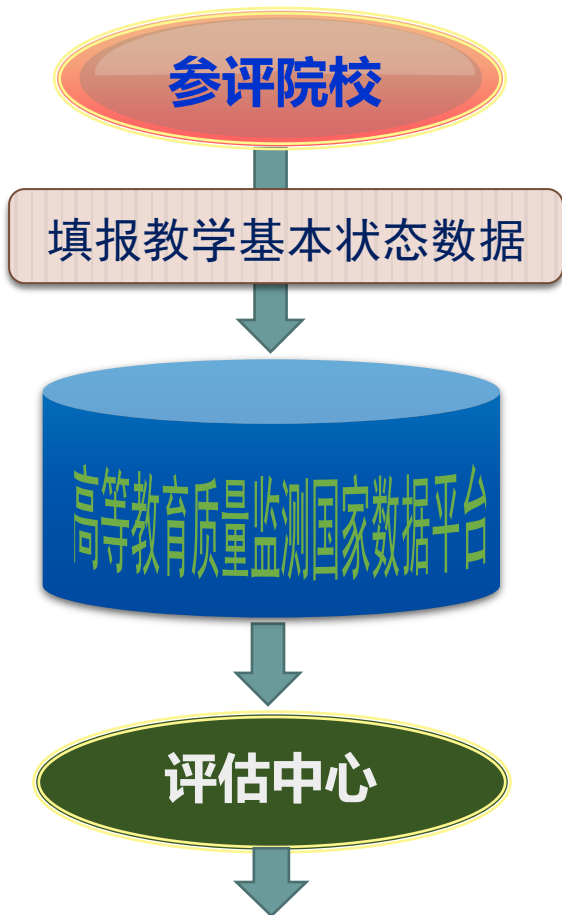 参评院校
填报教学基本状态数据
高等教育质量监测国家数据平台
评估中心